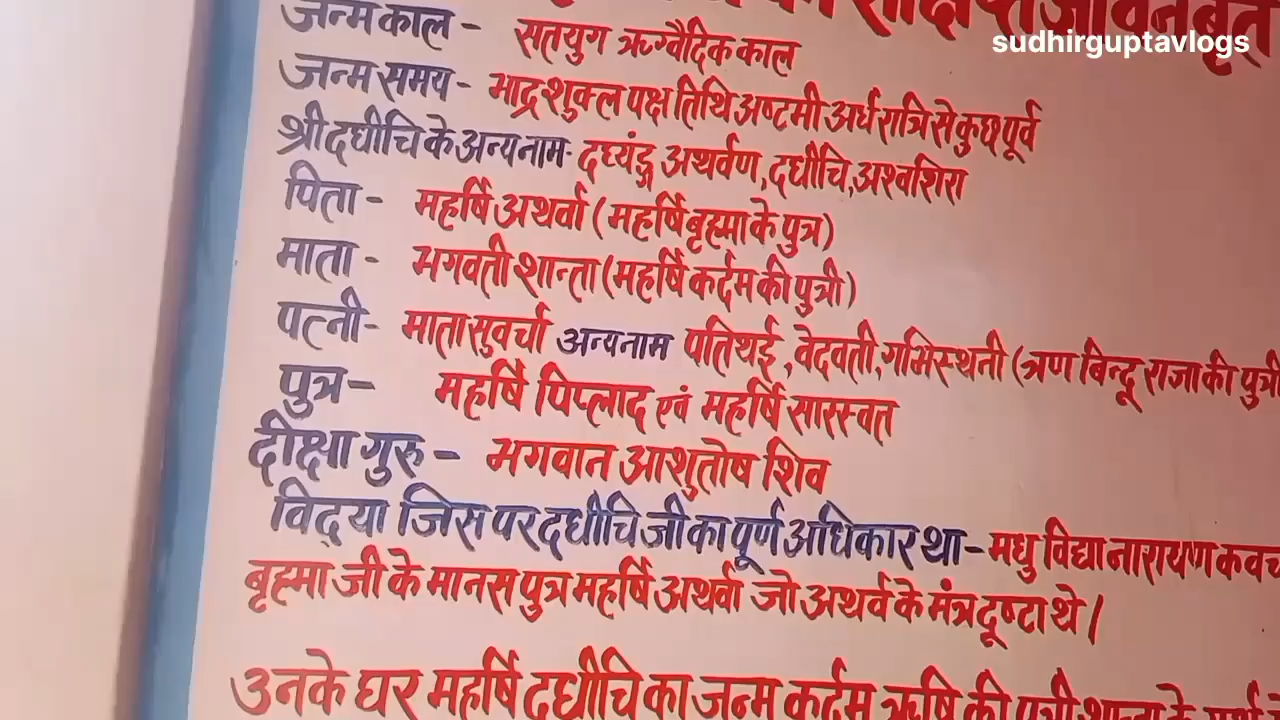 संक्षिप्त जीवनवृत
sudhirguptavlogs
जन्म काल - सतयुग ऋग्वैदिक काल
जन्म समय - भाद्र शुक्ल पक्ष तिथि अष्टमी अर्ध रात्रि से कुछ पूर्व
श्री दधीचि के अन्य नाम- दध्यंङ्ग अथर्वण, दधीचि, अश्वशिरा
पिता - महर्षि अथर्वा (महर्षि बृह्मा के पुत्र)
माता - भगवती शान्ता (महर्षि कर्दम की पुत्री)
पत्नी- माता सुवर्चा अन्य नाम पतिथई, वेदवती, गभिस्थनी (त्रण बिन्दू राजा की पुत्री
पुत्र- महर्षि पिप्लाद एवं महर्षि सारस्वत
दीक्षा गुरु - भगवान आशुतोष शिव
विद्या जिस पर दधीचि जी का पूर्ण अधिकार था - मधु विद्या नारायण कवच
बृह्मा जी के मानस पुत्र महर्षि अथर्वा जो अथर्व के मंत्र दृष्टा थे।
उनके घर महर्षि दधीचि का जन्म कर्दम ऋषि की पुत्री शान्ता के